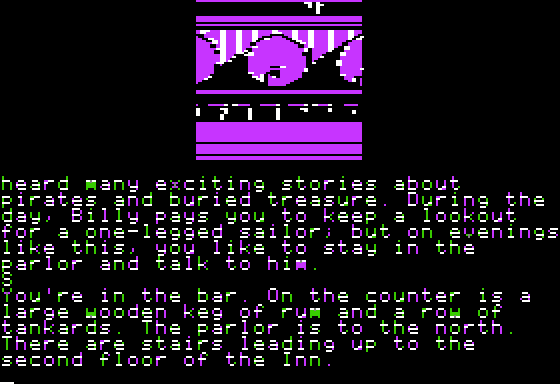 heard many exciting stories about
pirates and buried treasure. During the
day, Billy pays you to keep a lookout
for a one-legged sailor; but on evenings
like this, you like to stay in the
parlor and talk to him.
S
You're in the bar. On the counter is a
large wooden keg of rum and a row of
tankards. The parlor is to the north.
There are stairs leading up to the
second floor of the Inn.